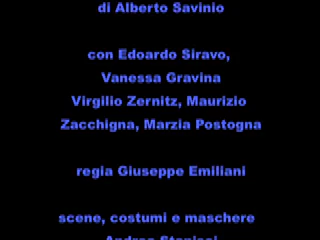 di Alberto Savinio
con Edoardo Siravo,
Vanessa Gravina
Virgilio Zernitz, Maurizio
Zacchigna, Marzia Postogna
regia Giuseppe Emiliani
scene, costumi e maschere
Andrea